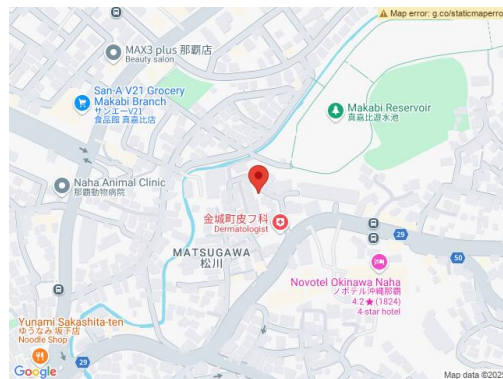 Map error: g.co/staticmaperro
MAX3 plus 那覇店
Beauty salon
San-A V21 Grocery
Makabi Branch
サンエーV21
食品館 真嘉比店
Makabi Reservoir
真嘉比遊水池
Naha Animal Clinic
那覇動物病院
金城町皮フ科
Dermatologist
29
50
MATSUGAWA
松川
Novotel Okinawa Naha
ノボテル沖縄那覇
4.2★ (1824)
4-star hotel
Yunami Sakashita-ten
ゆうなみ 坂下店
Noodle Shop
29
Google
Map data ©202